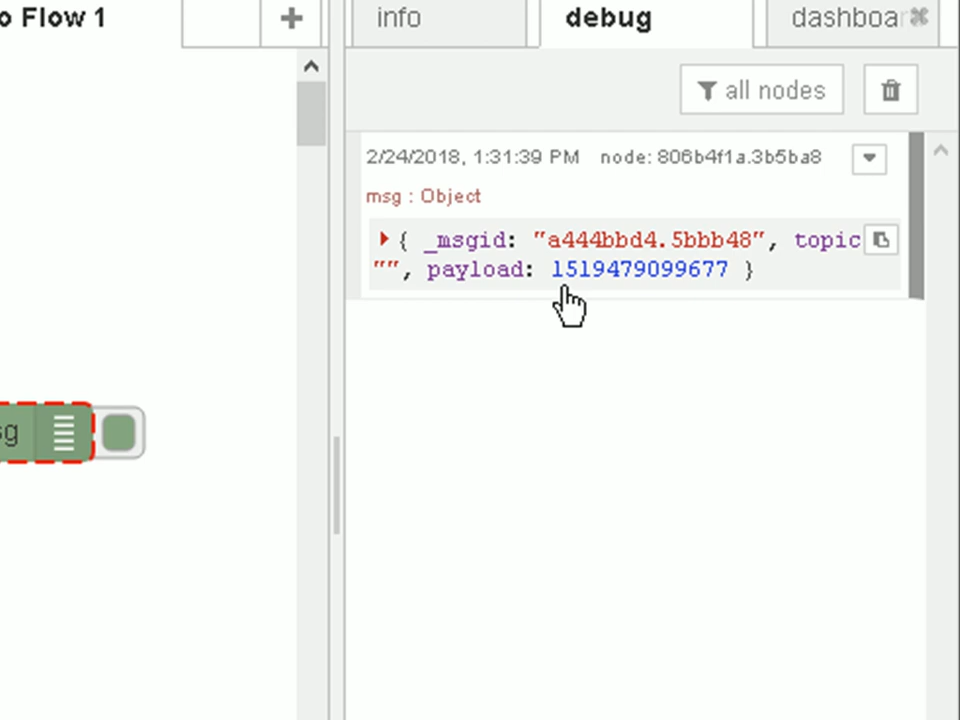 o Flow 1
info
debug
dashboar
all nodes
2/24/2018, 1:31:39 PM node: 806b4f1a.3b5ba8
msg : Object
{ _msgid: "a444bbd4.5bbb48", topic
"", payload: 1519479099677 }
sg